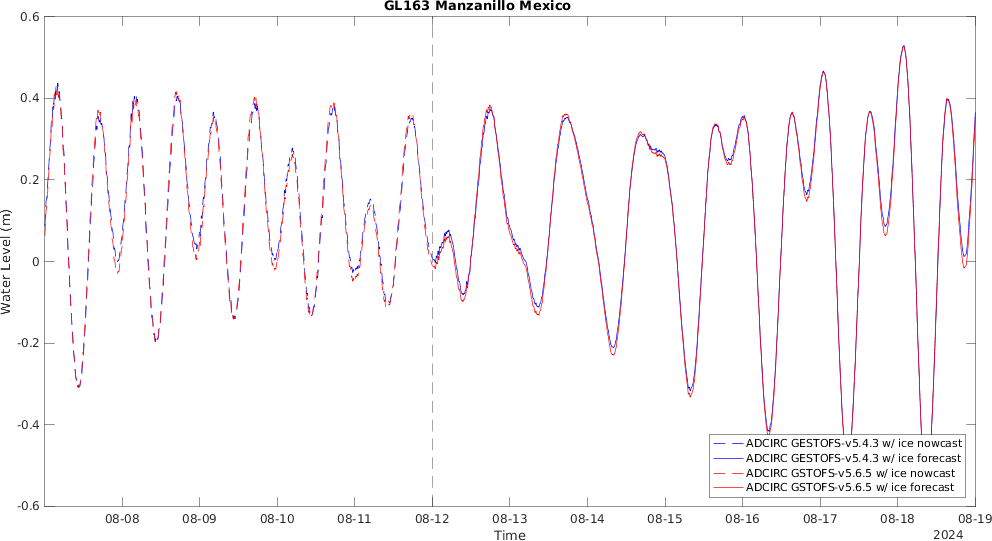 GL163 Manzanillo Mexico
0.6
0.4
0.2
0
-0.2
-0.4
-0.6
Water Level (m)
ADCIRC GESTOFS-v5.4.3 w/ ice nowcast
ADCIRC GESTOFS-v5.4.3 w/ ice forecast
ADCIRC GSTOFS-v5.6.5 w/ ice nowcast
ADCIRC GSTOFS-v5.6.5 w/ ice forecast
08-08 08-09 08-10 08-11 08-12 08-13 08-14 08-15 08-16 08-17 08-18 08-19
Time
2024